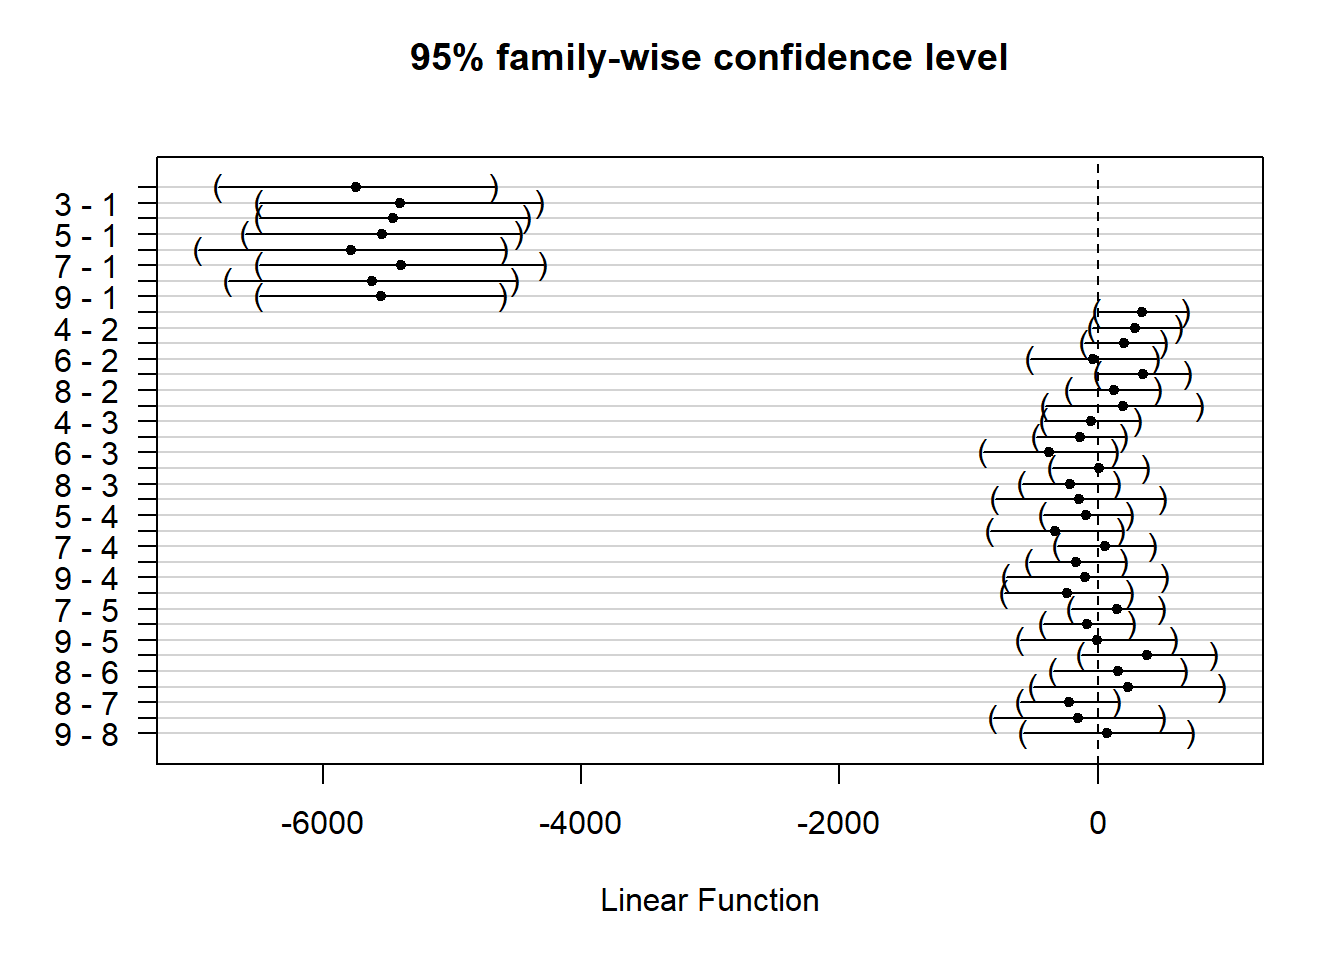 95% family-wise confidence level
3 - 1
5 - 1
7 - 1
9 - 1
4 - 2
6 - 2
8 - 2
4 - 3
6 - 3
8 - 3
5 - 4
7 - 4
9 - 4
7 - 5
9 - 5
8 - 6
8 - 7
9 - 8
-6000 -4000 -2000 0
Linear Function